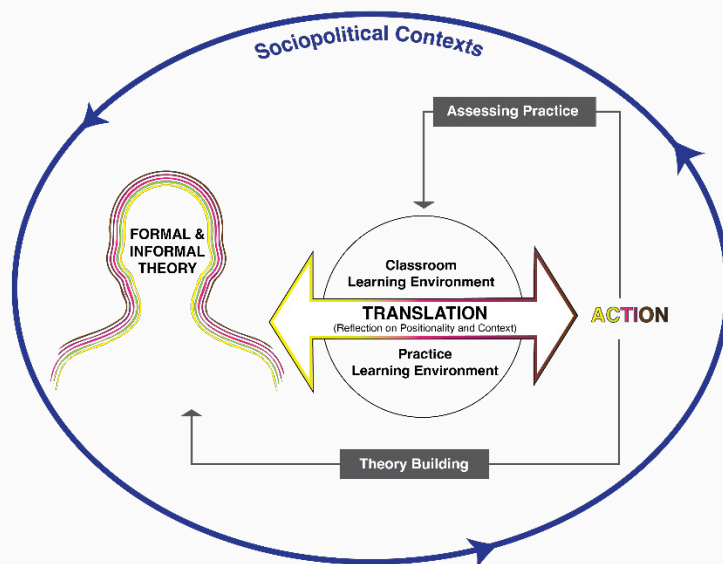 Sociopolitical Contexts
Assessing Practice
FORMAL &
INFORMAL
THEORY
Classroom
Learning Environment
TRANSLATION
(Reflection on Positionality and Context)
Practice
Learning Environment
ACTION
Theory Building